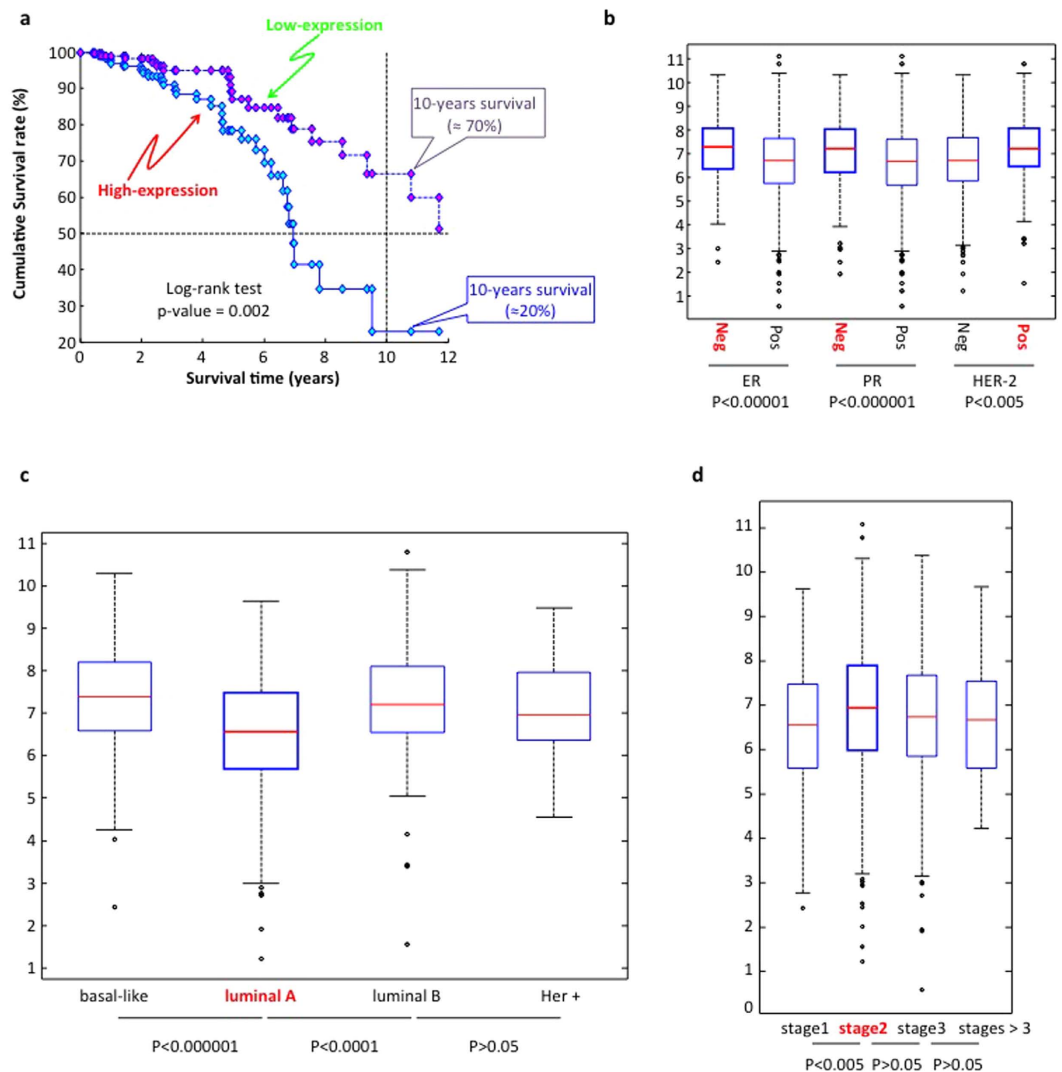 a
Low-expression
100
90
80
70
60
50
40
30
20
Cumulative Survival rate (%)
10-years survival
(≈ 70%)
High-expression
Log-rank test
p-value = 0.002
10-years survival
(≈20%)
0 2 4 6 8 10 12
Survival time (years)
b
11
10
9
8
7
6
5
4
3
2
1
Neg Pos Neg Pos Neg Pos
ER PR HER-2
P<0.00001 P<0.000001 P<0.005
c
11
10
9
8
7
6
5
4
3
2
1
basal-like luminal A luminal B Her +
P<0.000001 P<0.0001 P>0.05
d
11
10
9
8
7
6
5
4
3
2
1
0
stage1 stage2 stage3 stages > 3
P<0.005 P>0.05 P>0.05